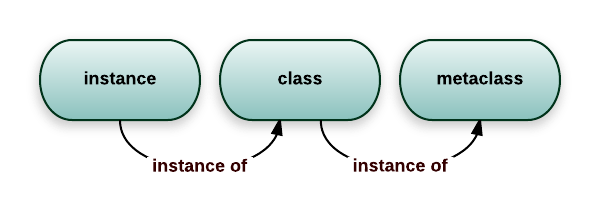 instance
class
metaclass
instance of
instance of